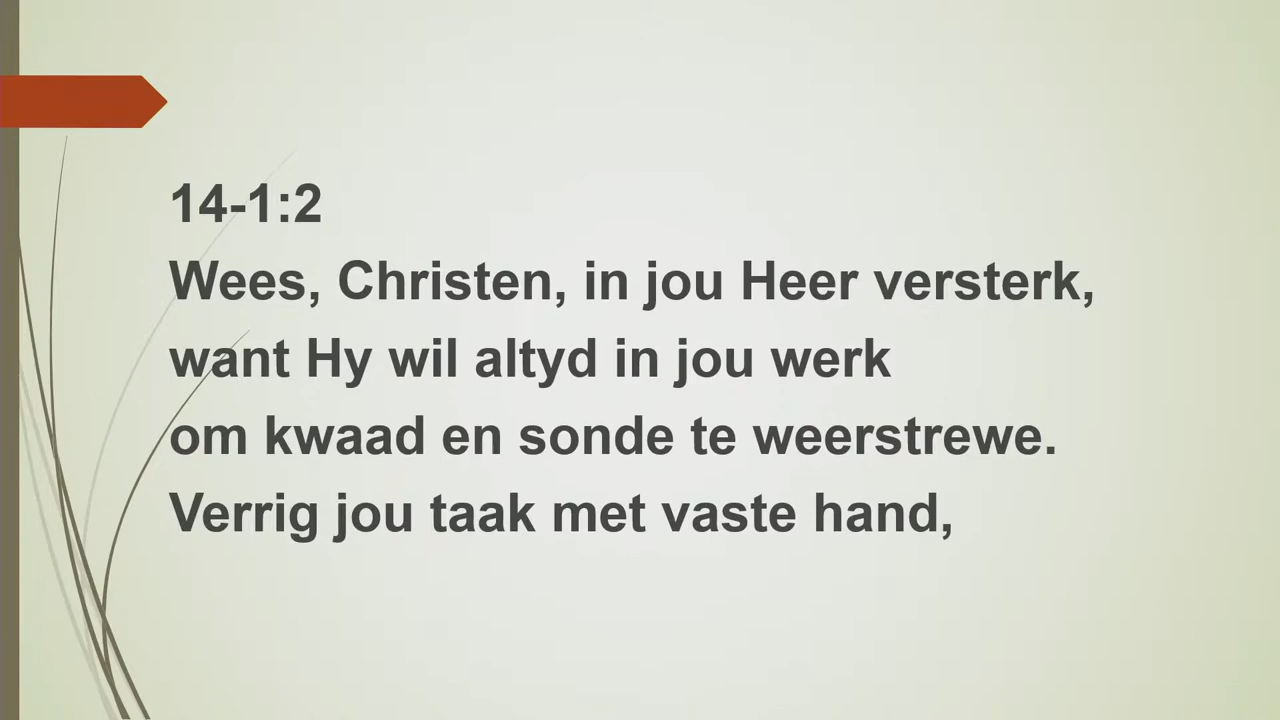 14-1:2
Wees, Christen, in jou Heer versterk,
want Hy wil altyd in jou werk
om kwaad en sonde te weerstrewe.
Verrig jou taak met vaste hand,